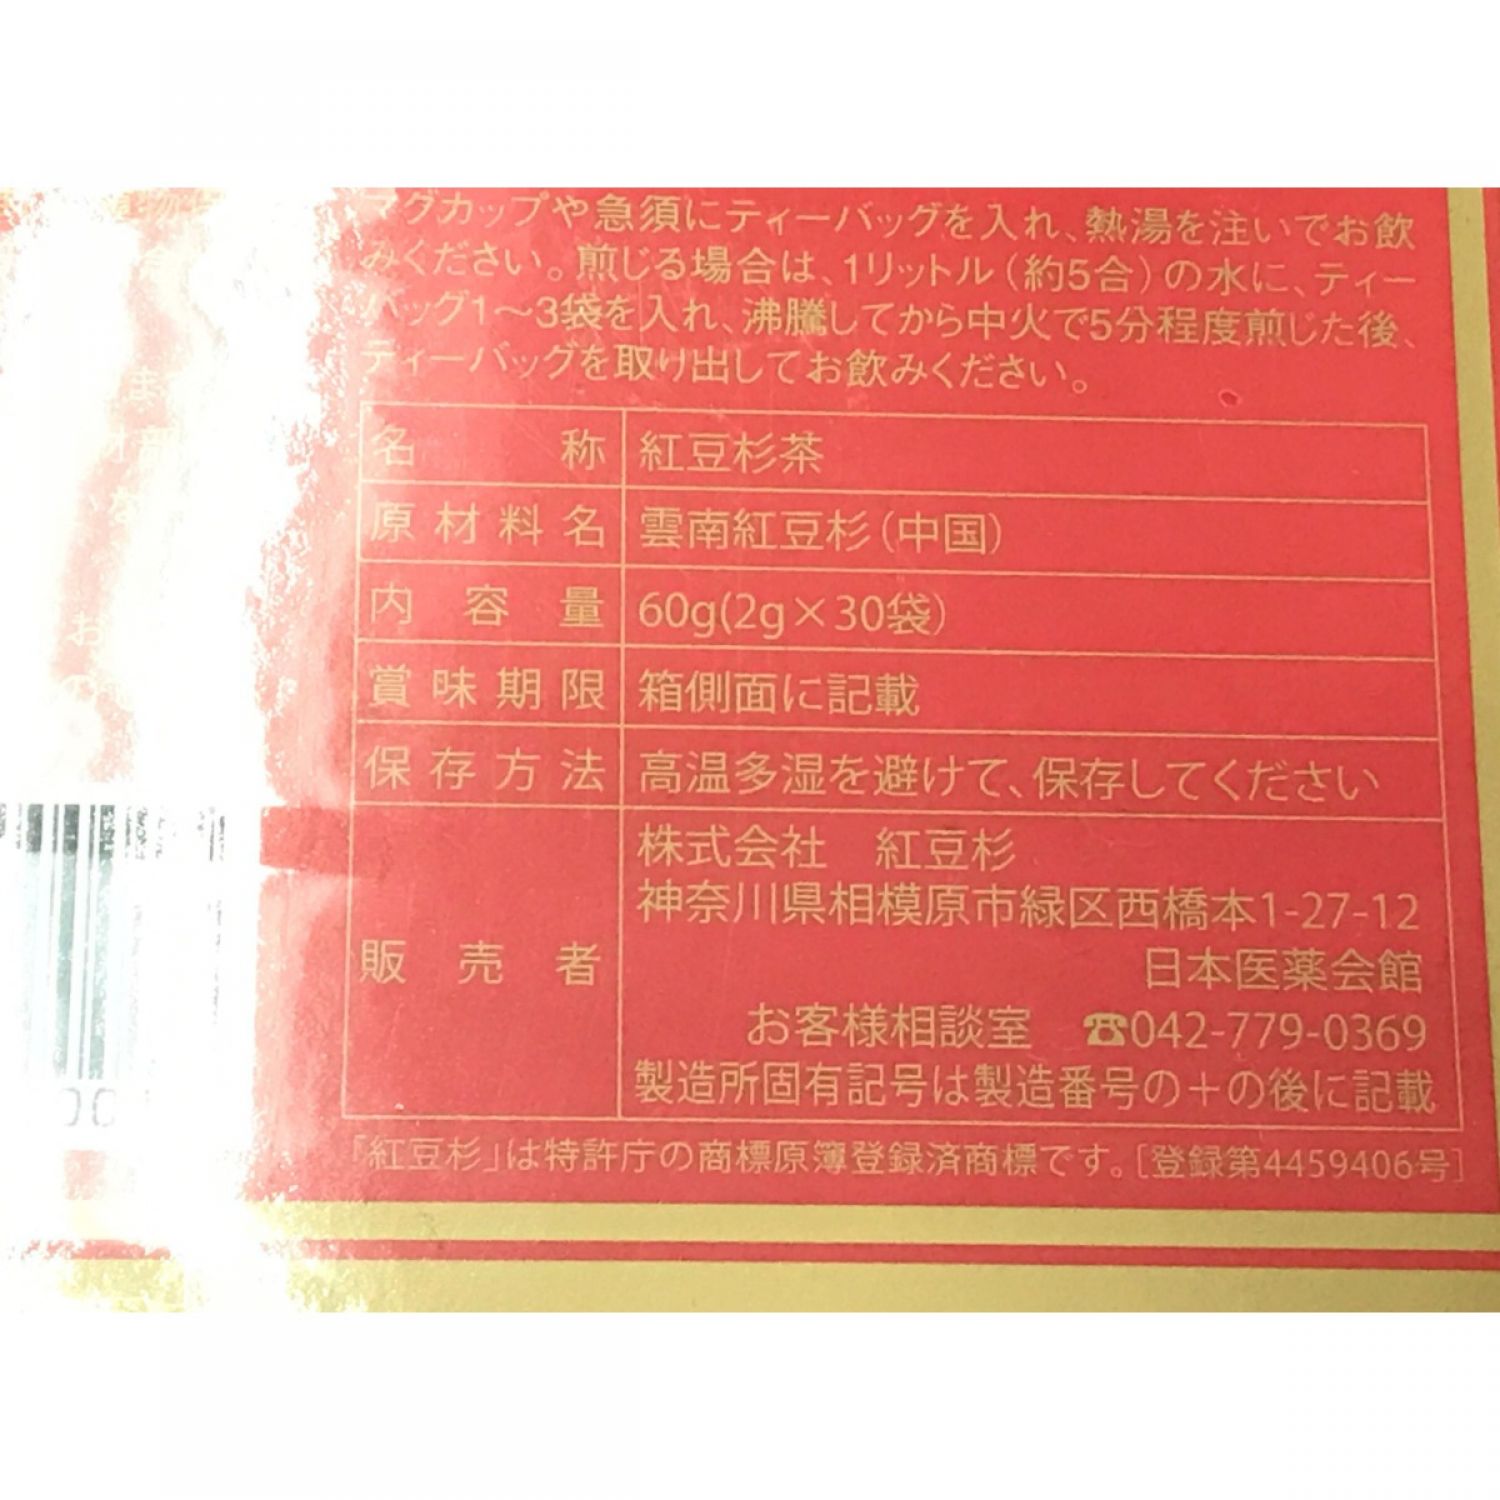 マグカップや急須にティーバッグを入れ、熱湯を注いでお飲
みください。煎じる場合は、1リットル(約5合)の水に、ティー
バッグ1～3袋を入れ、沸騰してから中火で5分程度煎じた後、
ティーバッグを取り出してお飲みください。
名称 紅豆杉茶
原材料名 雲南紅豆杉(中国)
内容量 60g(2g×30袋)
賞味期限 箱側面に記載
保存方法 高温多湿を避けて、保存してください
販売者 株式会社 紅豆杉
神奈川県相模原市緑区西橋本1-27-12
日本医薬会館
お客様相談室 ☎042-779-0369
製造所固有記号は製造番号の＋の後に記載
「紅豆杉」は特許庁の商標原簿登録済商標です。[登録第4459406号]